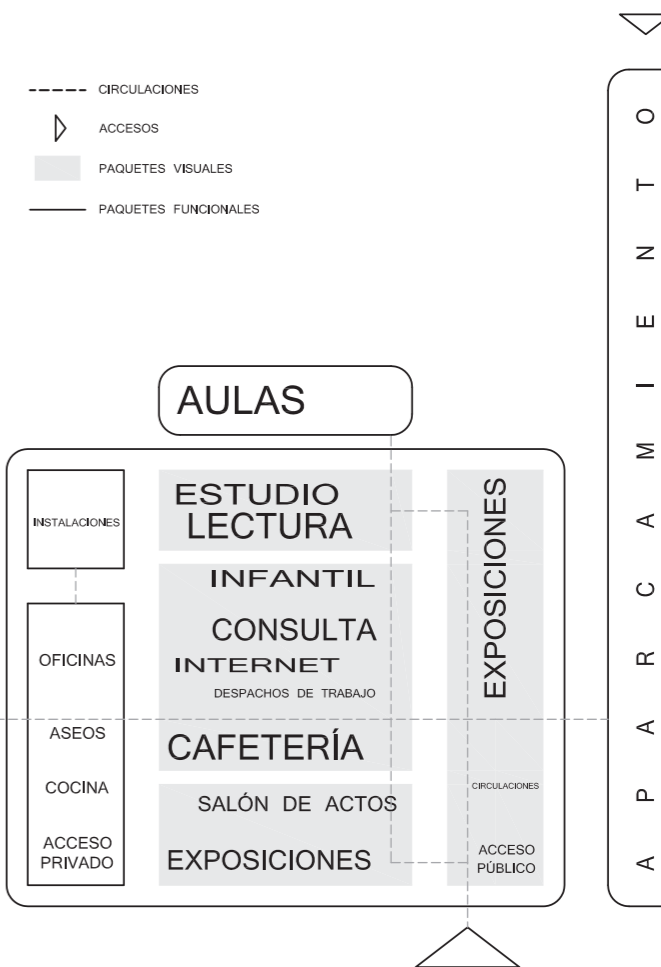 CIRCULACIONES
ACCESOS
PAQUETES VISUALES
PAQUETES FUNCIONALES
AULAS
INSTALACIONES
OFICINAS
ASEOS
COCINA
ACCESO
PRIVADO
ESTUDIO
LECTURA
INFANTIL
CONSULTA
INTERNET
DESPACHOS DE TRABAJO
CAFETERÍA
SALÓN DE ACTOS
EXPOSICIONES
EXPOSICIONES
CIRCULACIONES
ACCESO
PÚBLICO
APARCAMIENTO